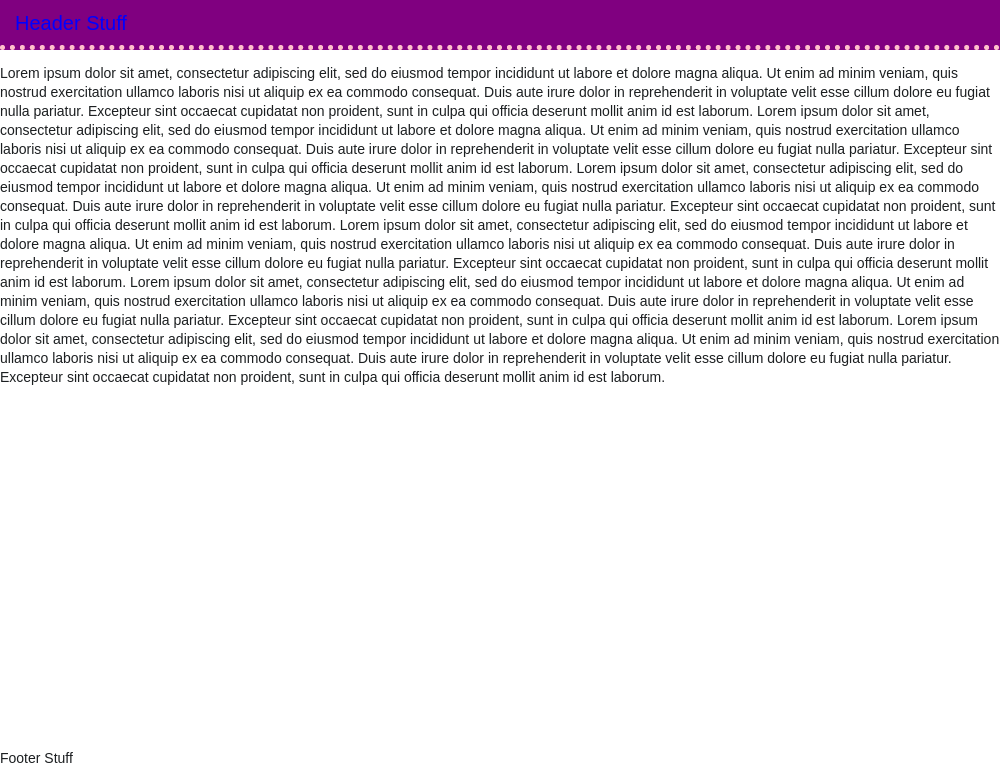 Header Stuff
Lorem ipsum dolor sit amet, consectetur adipiscing elit, sed do eiusmod tempor incididunt ut labore et dolore magna aliqua. Ut enim ad minim veniam, quis
nostrud exercitation ullamco laboris nisi ut aliquip ex ea commodo consequat. Duis aute irure dolor in reprehenderit in voluptate velit esse cillum dolore eu fugiat
nulla pariatur. Excepteur sint occaecat cupidatat non proident, sunt in culpa qui officia deserunt mollit anim id est laborum. Lorem ipsum dolor sit amet,
consectetur adipiscing elit, sed do eiusmod tempor incididunt ut labore et dolore magna aliqua. Ut enim ad minim veniam, quis nostrud exercitation ullamco
laboris nisi ut aliquip ex ea commodo consequat. Duis aute irure dolor in reprehenderit in voluptate velit esse cillum dolore eu fugiat nulla pariatur. Excepteur sint
occaecat cupidatat non proident, sunt in culpa qui officia deserunt mollit anim id est laborum. Lorem ipsum dolor sit amet, consectetur adipiscing elit, sed do
eiusmod tempor incididunt ut labore et dolore magna aliqua. Ut enim ad minim veniam, quis nostrud exercitation ullamco laboris nisi ut aliquip ex ea commodo
consequat. Duis aute irure dolor in reprehenderit in voluptate velit esse cillum dolore eu fugiat nulla pariatur. Excepteur sint occaecat cupidatat non proident, sunt
in culpa qui officia deserunt mollit anim id est laborum. Lorem ipsum dolor sit amet, consectetur adipiscing elit, sed do eiusmod tempor incididunt ut labore et
dolore magna aliqua. Ut enim ad minim veniam, quis nostrud exercitation ullamco laboris nisi ut aliquip ex ea commodo consequat. Duis aute irure dolor in
reprehenderit in voluptate velit esse cillum dolore eu fugiat nulla pariatur. Excepteur sint occaecat cupidatat non proident, sunt in culpa qui officia deserunt mollit
anim id est laborum. Lorem ipsum dolor sit amet, consectetur adipiscing elit, sed do eiusmod tempor incididunt ut labore et dolore magna aliqua. Ut enim ad
minim veniam, quis nostrud exercitation ullamco laboris nisi ut aliquip ex ea commodo consequat. Duis aute irure dolor in reprehenderit in voluptate velit esse
cillum dolore eu fugiat nulla pariatur. Excepteur sint occaecat cupidatat non proident, sunt in culpa qui officia deserunt mollit anim id est laborum. Lorem ipsum
dolor sit amet, consectetur adipiscing elit, sed do eiusmod tempor incididunt ut labore et dolore magna aliqua. Ut enim ad minim veniam, quis nostrud exercitation
ullamco laboris nisi ut aliquip ex ea commodo consequat. Duis aute irure dolor in reprehenderit in voluptate velit esse cillum dolore eu fugiat nulla pariatur.
Excepteur sint occaecat cupidatat non proident, sunt in culpa qui officia deserunt mollit anim id est laborum.
Footer Stuff